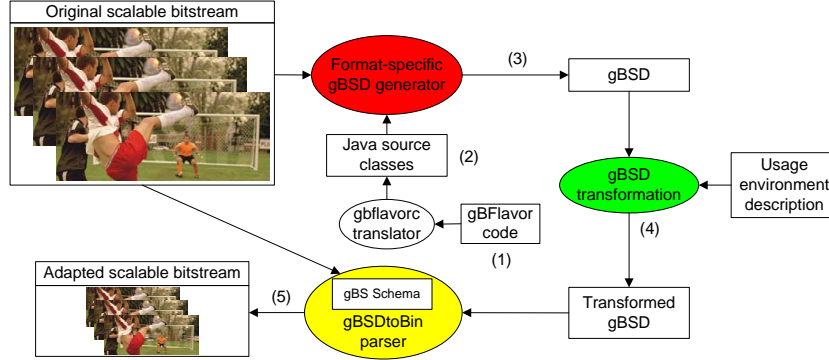 Original scalable bitstream
Format-specific
gBSD generator
(3)
gBSD
Java source
classes
(2)
gBSD
transformation
Usage
environment
description
gbflavorc
translator
gBFlavor
code
(1)
(4)
Adapted scalable bitstream
(5)
gBS Schema
gBSDtoBin
parser
Transformed
gBSD